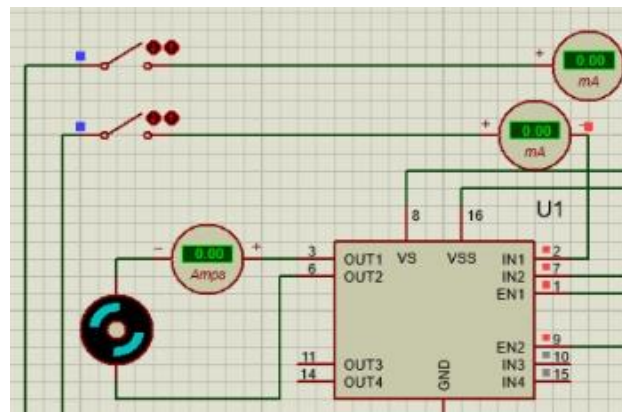 + 0.00
mA
+ 0.00 -
mA
8 16 U1
- 0.00 +
Amps
3 OUT1 VS VSS IN1 2
6 OUT2 IN2 7
EN1 1
EN2 9
11 OUT3 GND IN3 10
14 OUT4 IN4 15